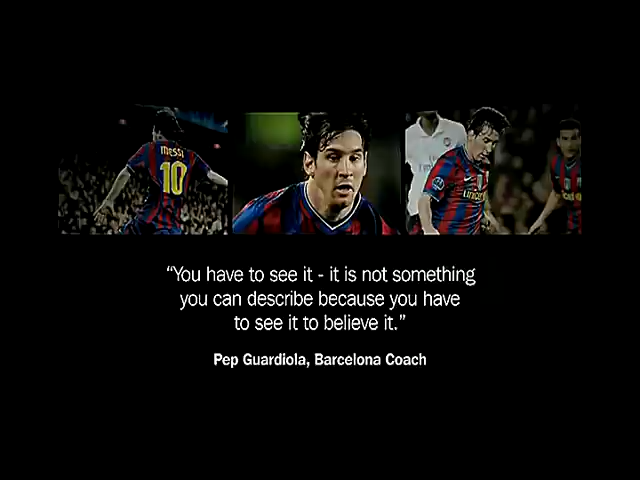 MESSI
10
unicef
“You have to see it - it is not something
you can describe because you have
to see it to believe it.”
Pep Guardiola, Barcelona Coach